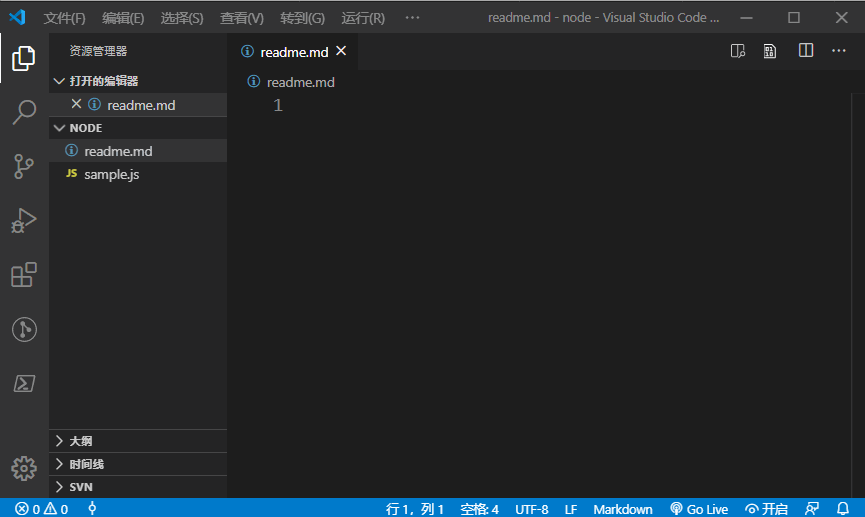 文件(F) 编辑(E) 选择(S) 查看(V) 转到(G) 运行(R) ··· readme.md - node - Visual Studio Code ...
资源管理器
打开的编辑器
readme.md
NODE
readme.md
JS sample.js
大纲
时间线
SVN
readme.md
readme.md
1
0 0 行 1，列 1 空格: 4 UTF-8 LF Markdown Go Live 开启